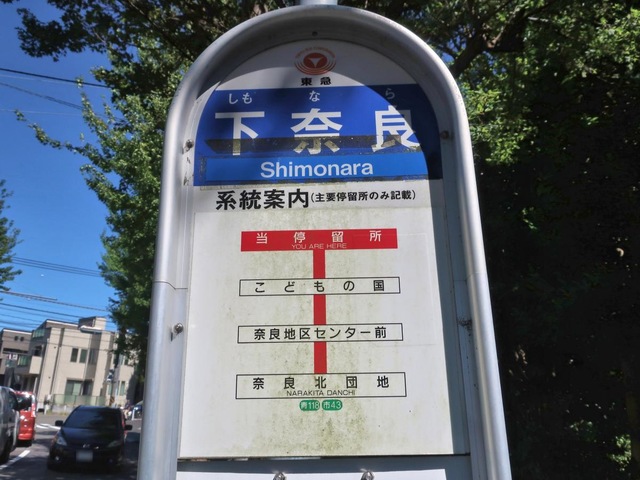 東急
しも な ら
下奈良
Shimonara
系統案内(主要停留所のみ記載)
当停留所
YOU ARE HERE
こどもの国
奈良地区センター前
奈良北団地
NARAKITA DANCHI
青118 市43